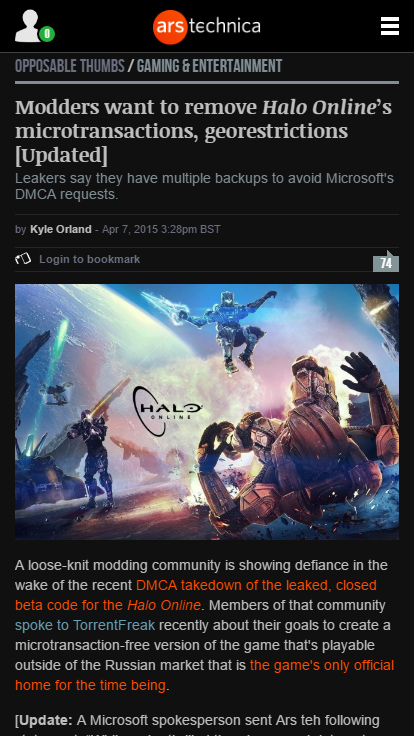 0
ars technica
OPPOSABLE THUMBS / GAMING & ENTERTAINMENT
Modders want to remove Halo Online's
microtransactions, georestrictions
[Updated]
Leakers say they have multiple backups to avoid Microsoft's
DMCA requests.
by Kyle Orland - Apr 7, 2015 3:28pm BST
Login to bookmark
74
HALO
ONLINE
A loose-knit modding community is showing defiance in the
wake of the recent DMCA takedown of the leaked, closed
beta code for the Halo Online. Members of that community
spoke to TorrentFreak recently about their goals to create a
microtransaction-free version of the game that's playable
outside of the Russian market that is the game's only official
home for the time being.
[Update: A Microsoft spokesperson sent Ars teh following